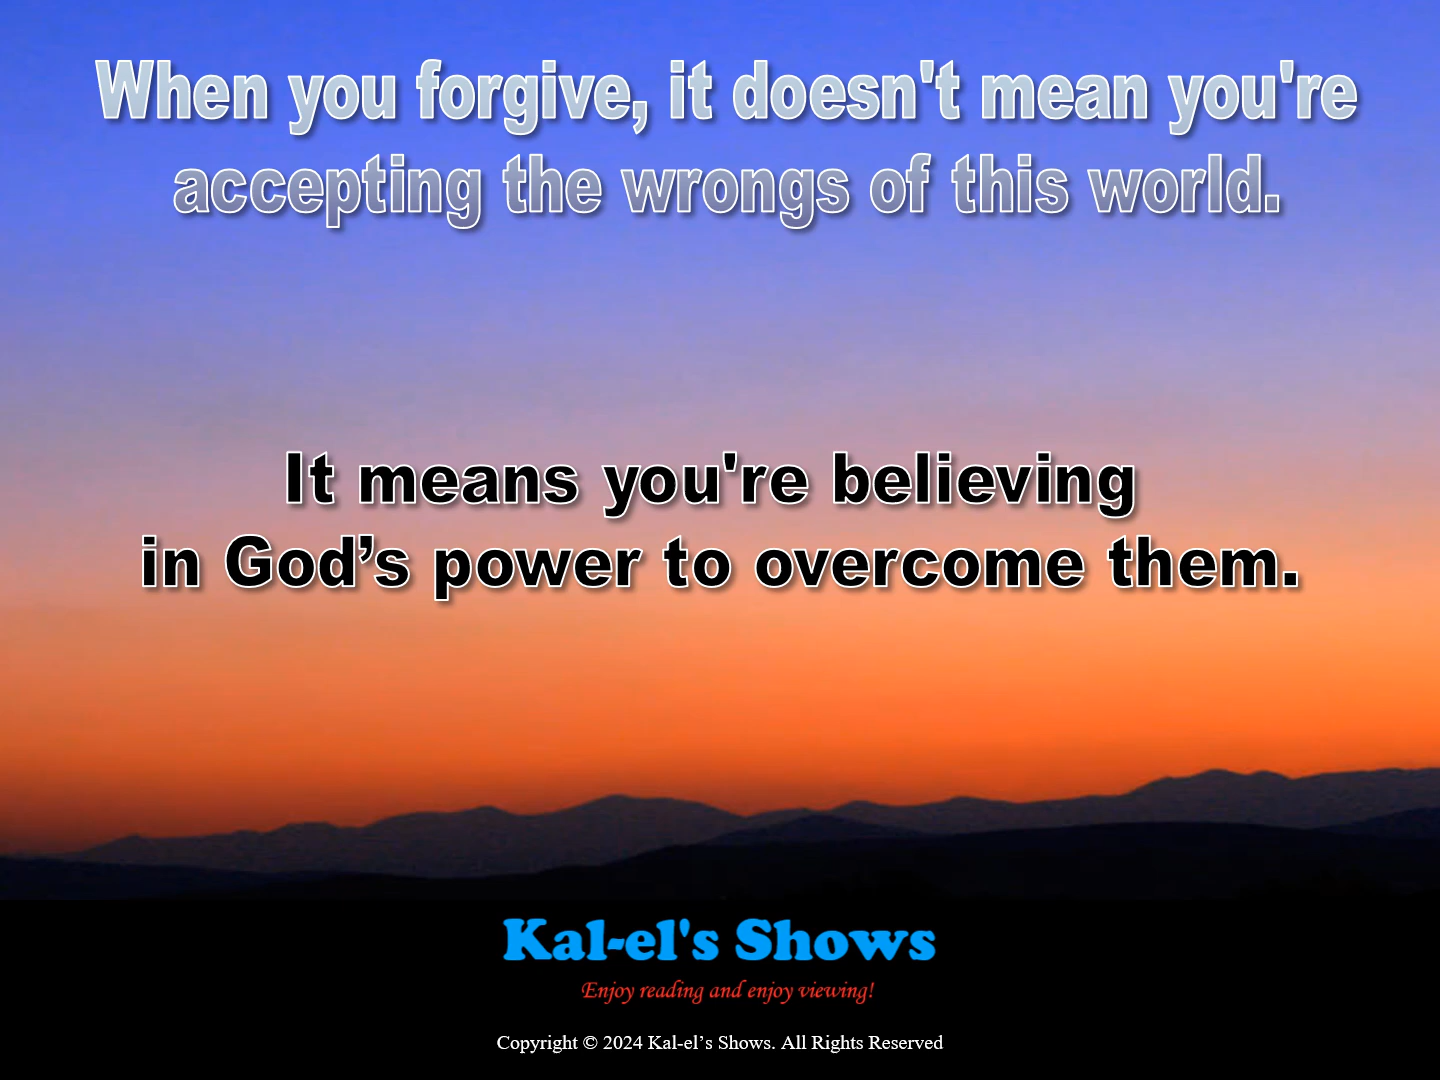 When you forgive, it doesn't mean you're
accepting the wrongs of this world.
It means you're believing
in God’s power to overcome them.
Kal-el's Shows
Enjoy reading and enjoy viewing!
Copyright © 2024 Kal-el’s Shows. All Rights Reserved